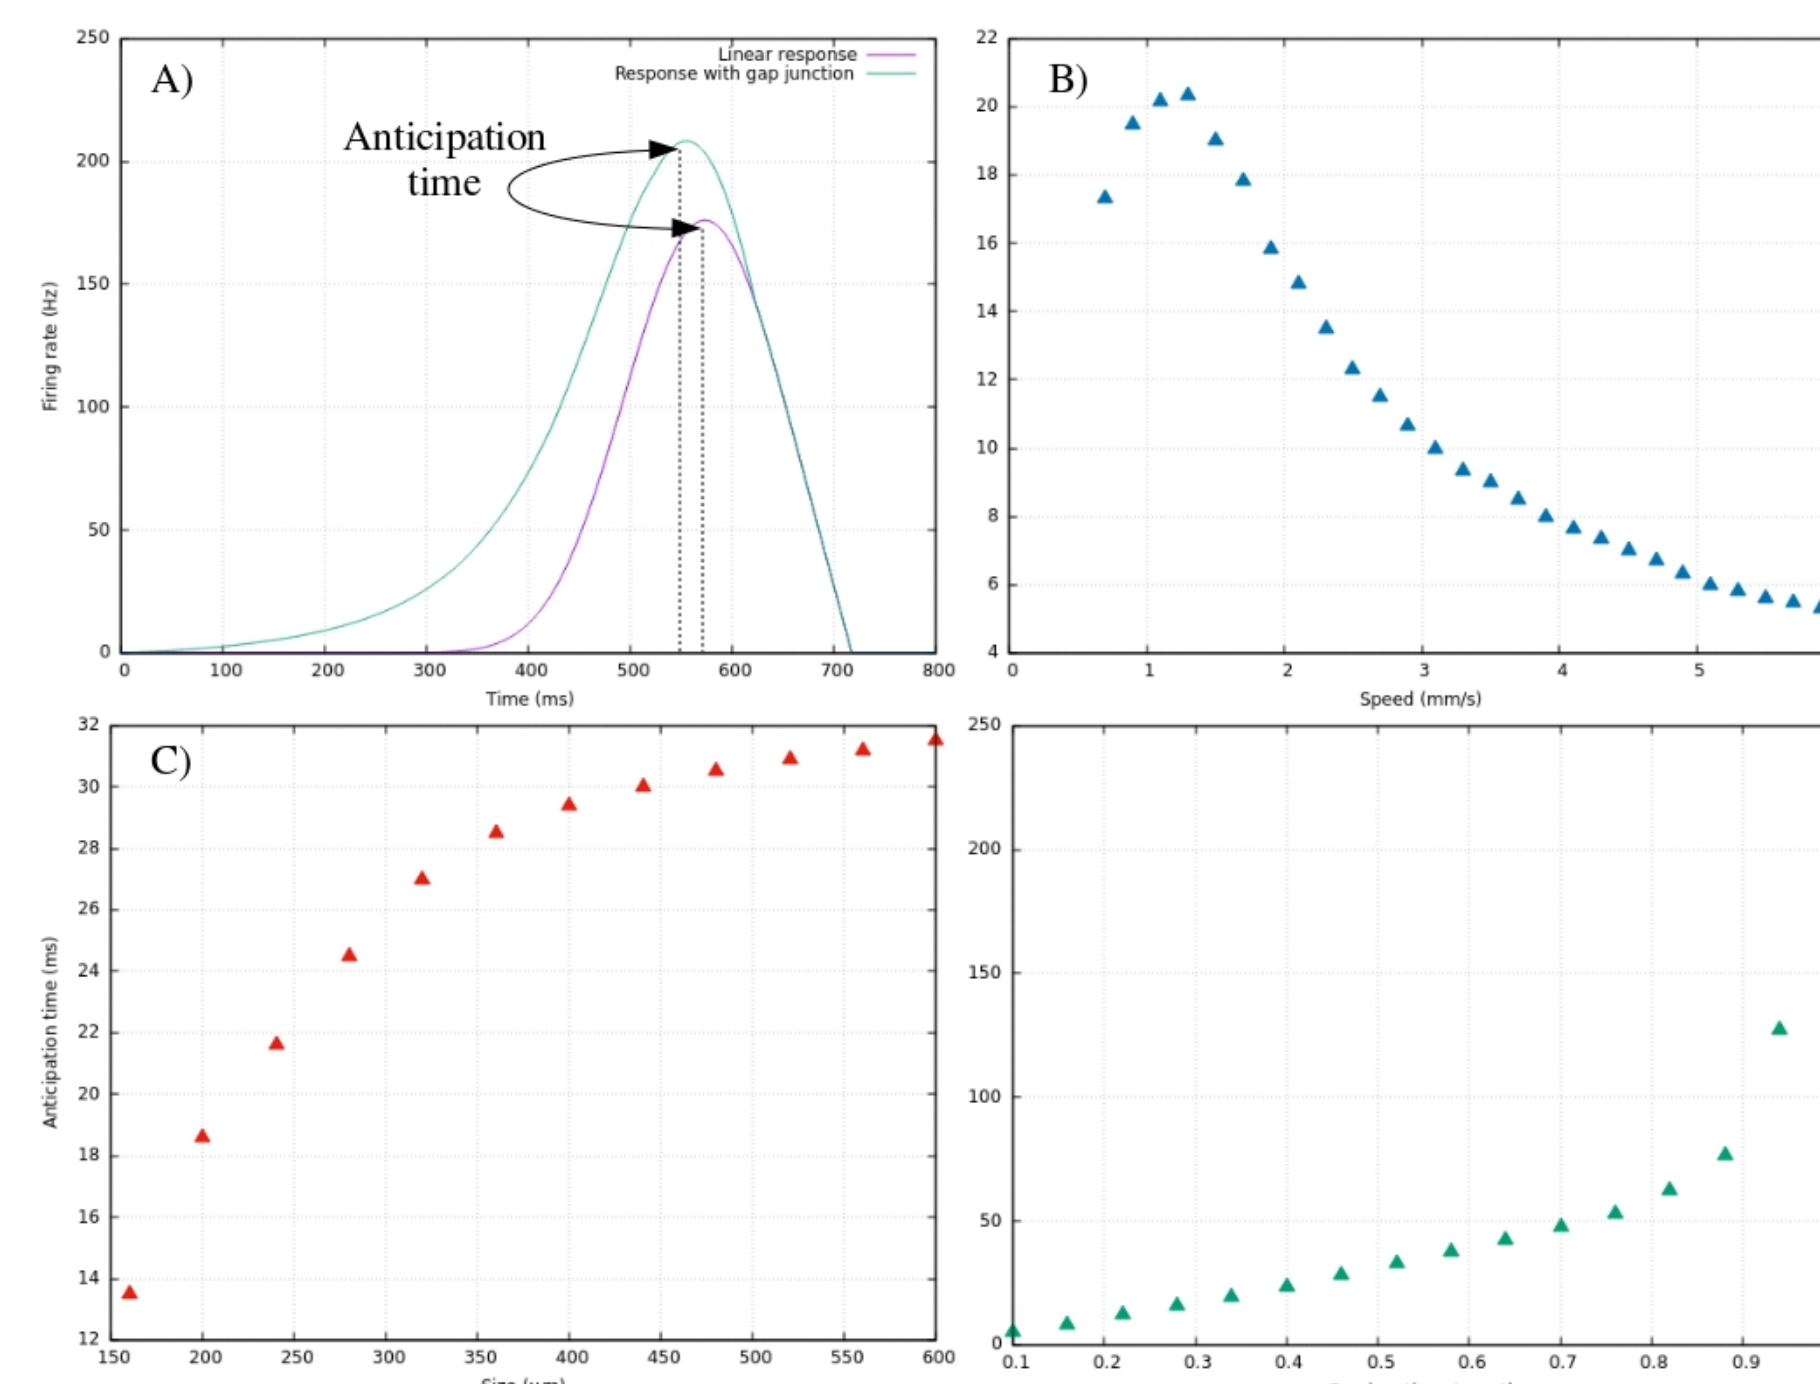 A)
Linear response
Response with gap junction
Anticipation
time
250
200
150
100
50
0
Firing rate (Hz)
0 100 200 300 400 500 600 700 800
Time (ms)
B)
22
20
18
16
14
12
10
8
6
4
0 1 2 3 4 5
Speed (mm/s)
C)
32
30
28
26
24
22
20
18
16
14
12
Anticipation time (ms)
150 200 250 300 350 400 450 500 550 600
Size (μm)
250
200
150
100
50
0
0.1 0.2 0.3 0.4 0.5 0.6 0.7 0.8 0.9